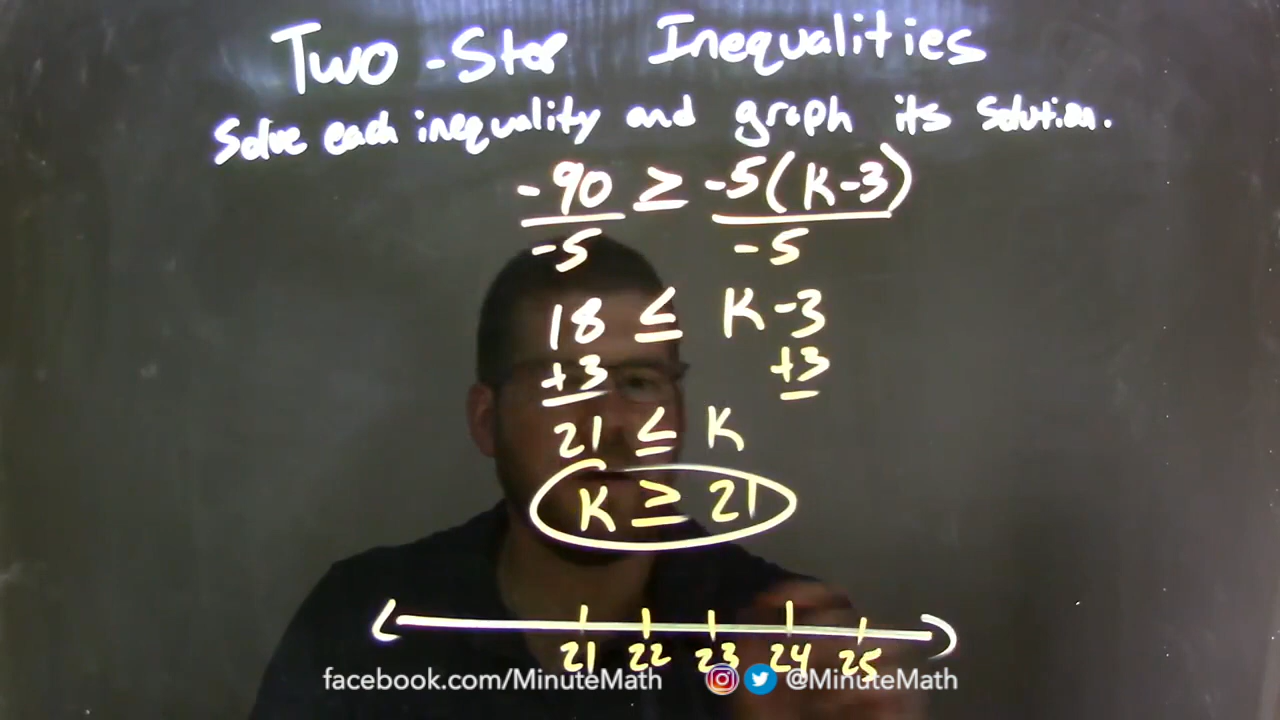 Two-Step Inequalities
Solve each inequality and graph its solution.
-90 ≥ -5(K-3)
-5 -5
18 ≤ K-3
+3 +3
21 ≤ K
K ≥ 21
21 22 23 24 25
facebook.com/MinuteMath @MinuteMath